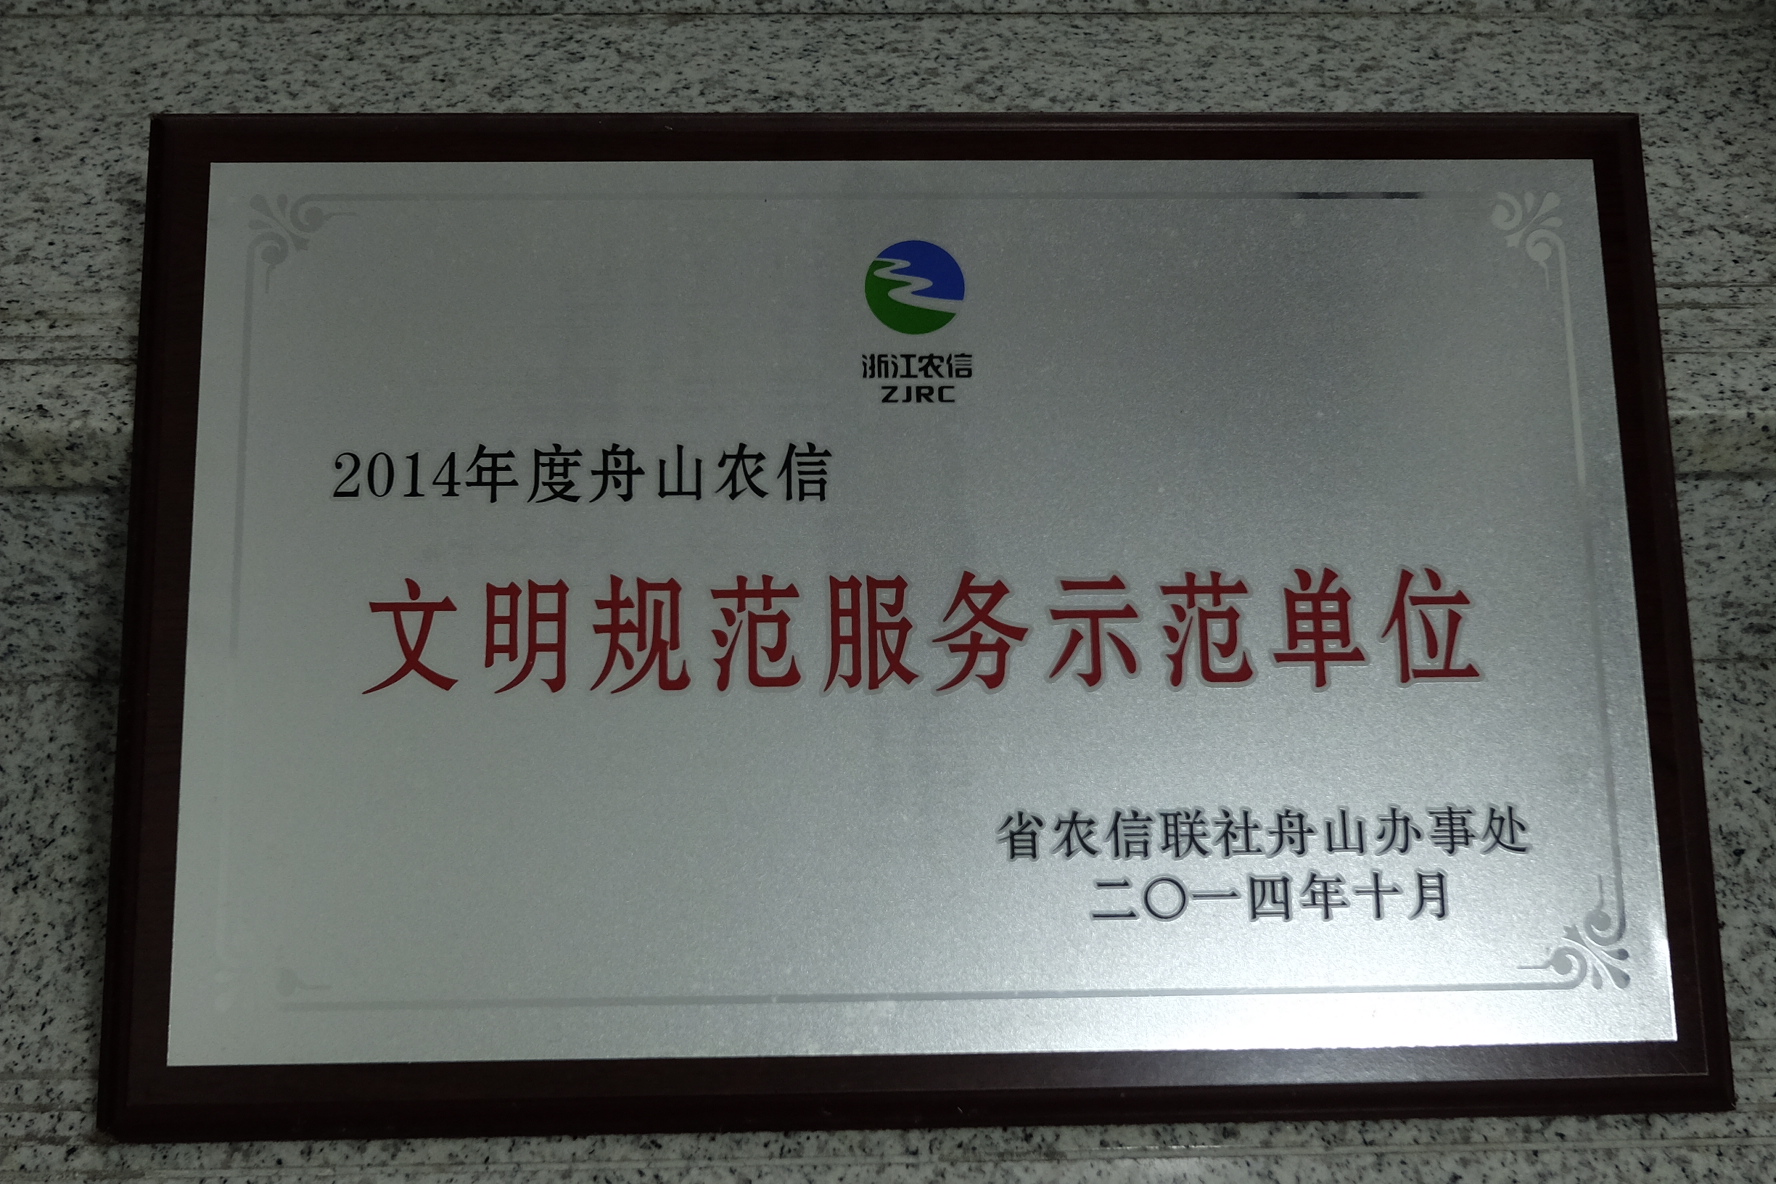 浙江农信
ZJRC
2014年度舟山农信
文明规范服务示范单位
省农信联社舟山办事处
二〇一四年十月